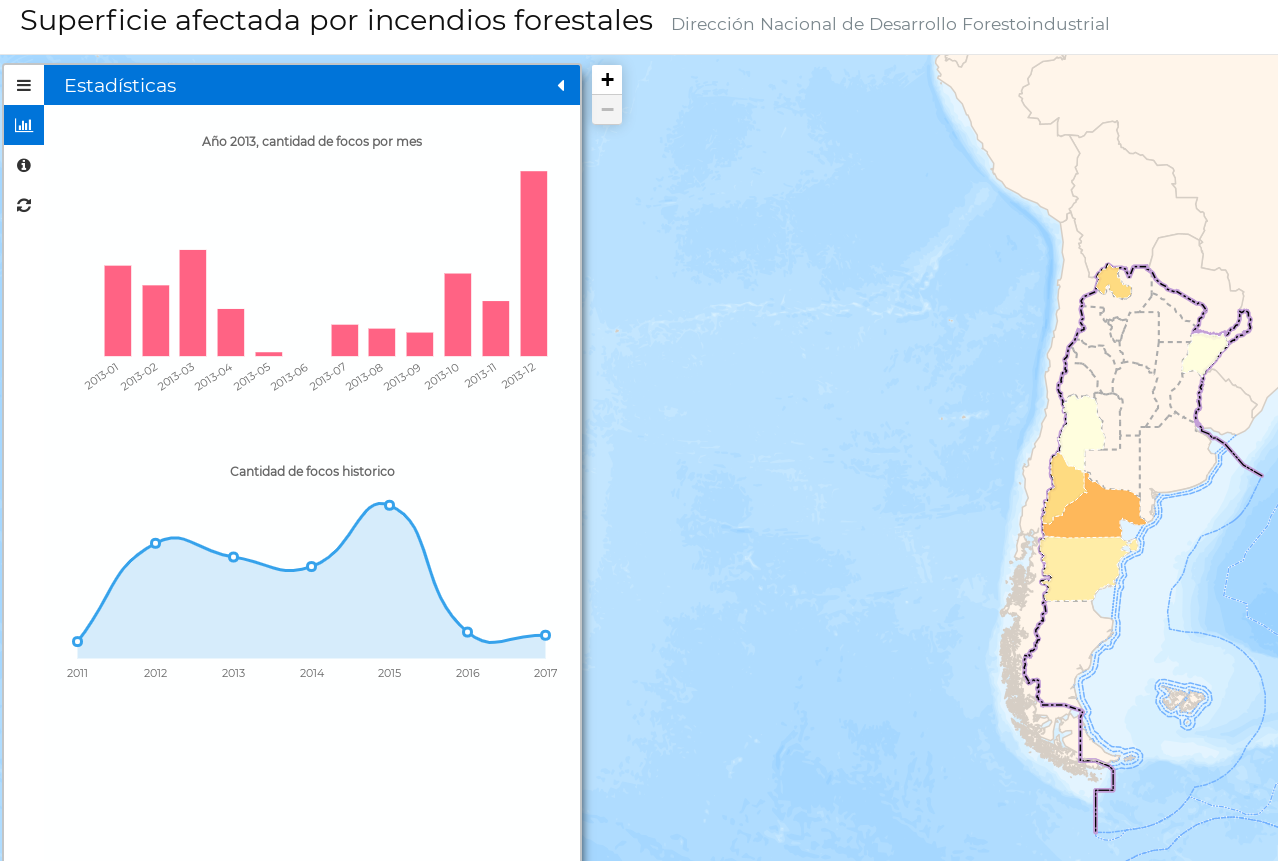 Superficie afectada por incendios forestales Dirección Nacional de Desarrollo Forestoindustrial
Estadísticas
+
−
Año 2013, cantidad de focos por mes
2013-01 2013-02 2013-03 2013-04 2013-05 2013-06 2013-07 2013-08 2013-09 2013-10 2013-11 2013-12
Cantidad de focos historico
2011 2012 2013 2014 2015 2016 2017